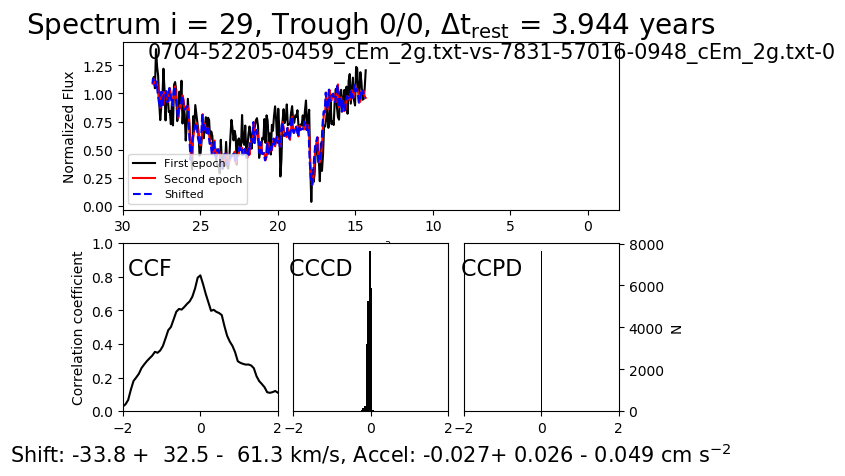 Spectrum i = 29, Trough 0/0, Δt_rest = 3.944 years
0704-52205-0459_cEm_2g.txt-vs-7831-57016-0948_cEm_2g.txt-0
Normalized Flux
1.25
1.00
0.75
0.50
0.25
0.00
First epoch
Second epoch
Shifted
30 25 20 15 10 5 0
Correlation coefficient
1.0
0.8
0.6
0.4
0.2
0.0
CCF
CCCD
CCPD
8000
6000
4000
2000
0
N
−2 0 2
−2 0 2
−2 0 2
Shift: -33.8 + 32.5 - 61.3 km/s, Accel: -0.027+ 0.026 - 0.049 cm s⁻²